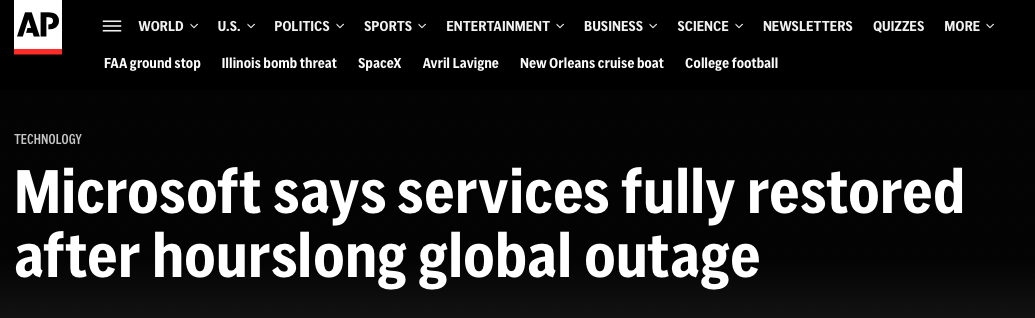 AP
WORLD U.S. POLITICS SPORTS ENTERTAINMENT BUSINESS SCIENCE NEWSLETTERS QUIZZES MORE
FAA ground stop Illinois bomb threat SpaceX Avril Lavigne New Orleans cruise boat College football
TECHNOLOGY
Microsoft says services fully restored
after hourslong global outage